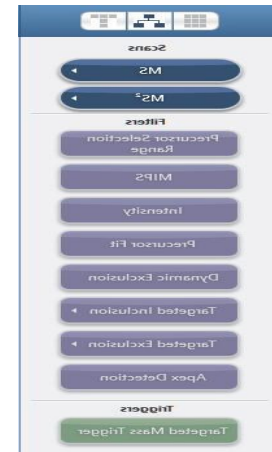 Scans
MS
MS²
Filters
Precursor Selection
Range
MIPS
Intensity
Precursor Fit
Dynamic Exclusion
Targeted Inclusion
Targeted Exclusion
Apex Detection
Triggers
Targeted Mass Trigger